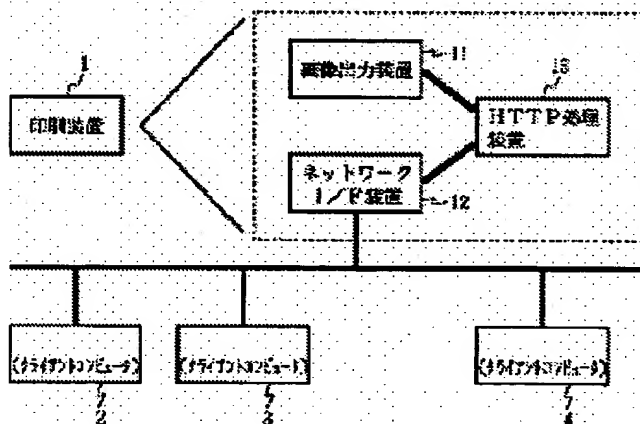 1
印刷装置
画像出力装置
11
13
HTTP処理
装置
ネットワーク
I/F装置
12
(クライアントコンピュータ)
2
(クライアントコンピュータ)
3
(クライアントコンピュータ)
4